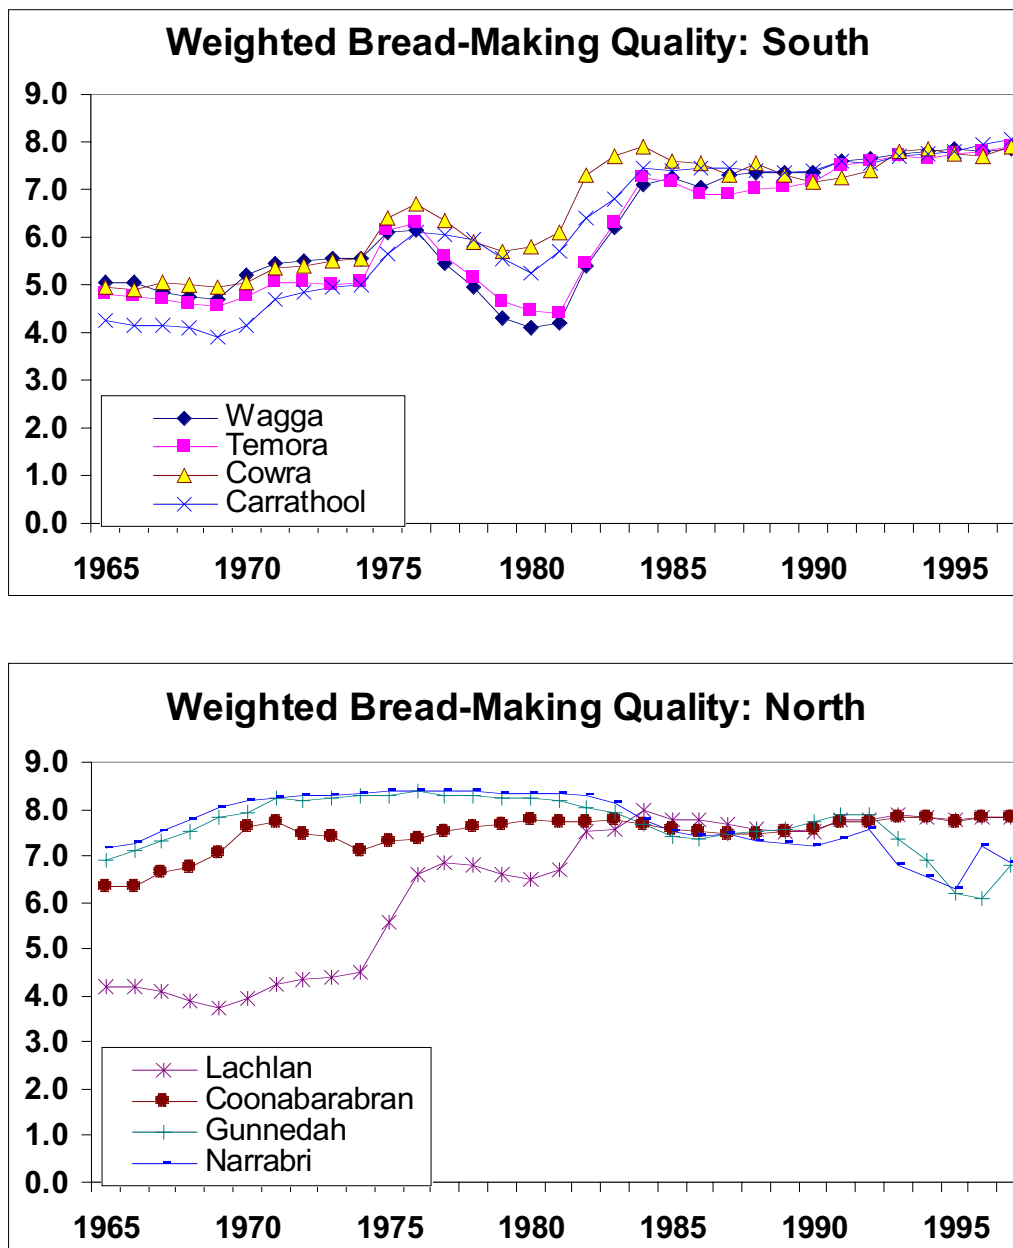 Weighted Bread-Making Quality: South
9.0
8.0
7.0
6.0
5.0
4.0
3.0
2.0
1.0
0.0
Wagga
Temora
Cowra
Carrathool
1965 1970 1975 1980 1985 1990 1995
Weighted Bread-Making Quality: North
9.0
8.0
7.0
6.0
5.0
4.0
3.0
2.0
1.0
0.0
Lachlan
Coonabarabran
Gunnedah
Narrabri
1965 1970 1975 1980 1985 1990 1995